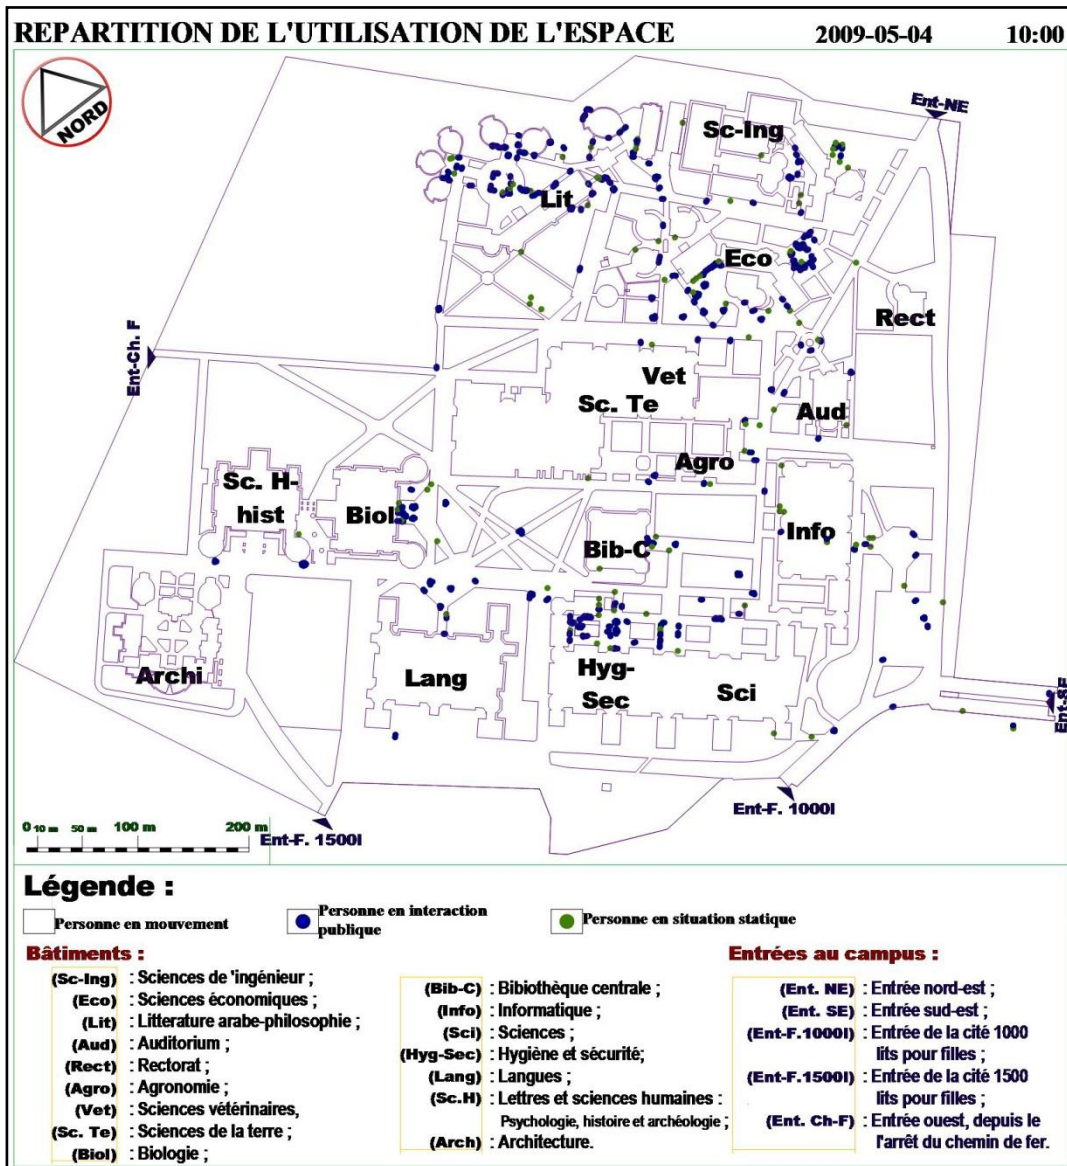 REPARTITION DE L'UTILISATION DE L'ESPACE 2009-05-04 10:00
NORD
Ent-NE
Sc-Ing
Lit
Eco
Rect
Ent-Ch. F
Vet
Sc. Te
Aud
Agro
Sc. H-
hist
Biol
Bib-C
Info
Archi
Lang
Hyg-
Sec
Sci
Ent-SE
Ent-F. 1000l
Ent-F. 1500l
0 10 m 50 m 100 m 200 m
Légende :
Personne en mouvement
Personne en interaction
publique
Personne en situation statique
Bâtiments :
(Sc-Ing) : Sciences de 'ingénieur ;
(Eco) : Sciences économiques ;
(Lit) : Litterature arabe-philosophie ;
(Aud) : Auditorium ;
(Rect) : Rectorat ;
(Agro) : Agronomie ;
(Vet) : Sciences vétérinaires,
(Sc. Te) : Sciences de la terre ;
(Biol) : Biologie ;
(Bib-C) : Bibiothèque centrale ;
(Info) : Informatique ;
(Sci) : Sciences ;
(Hyg-Sec) : Hygiène et sécurité;
(Lang) : Langues ;
(Sc.H) : Lettres et sciences humaines :
Psychologie, histoire et archéologie ;
(Arch) : Architecture.
Entrées au campus :
(Ent. NE) : Entrée nord-est ;
(Ent. SE) : Entrée sud-est ;
(Ent-F.1000l) : Entrée de la cité 1000
lits pour filles ;
(Ent-F.1500l) : Entrée de la cité 1500
lits pour filles ;
(Ent. Ch-F) : Entrée ouest, depuis le
l'arrêt du chemin de fer.